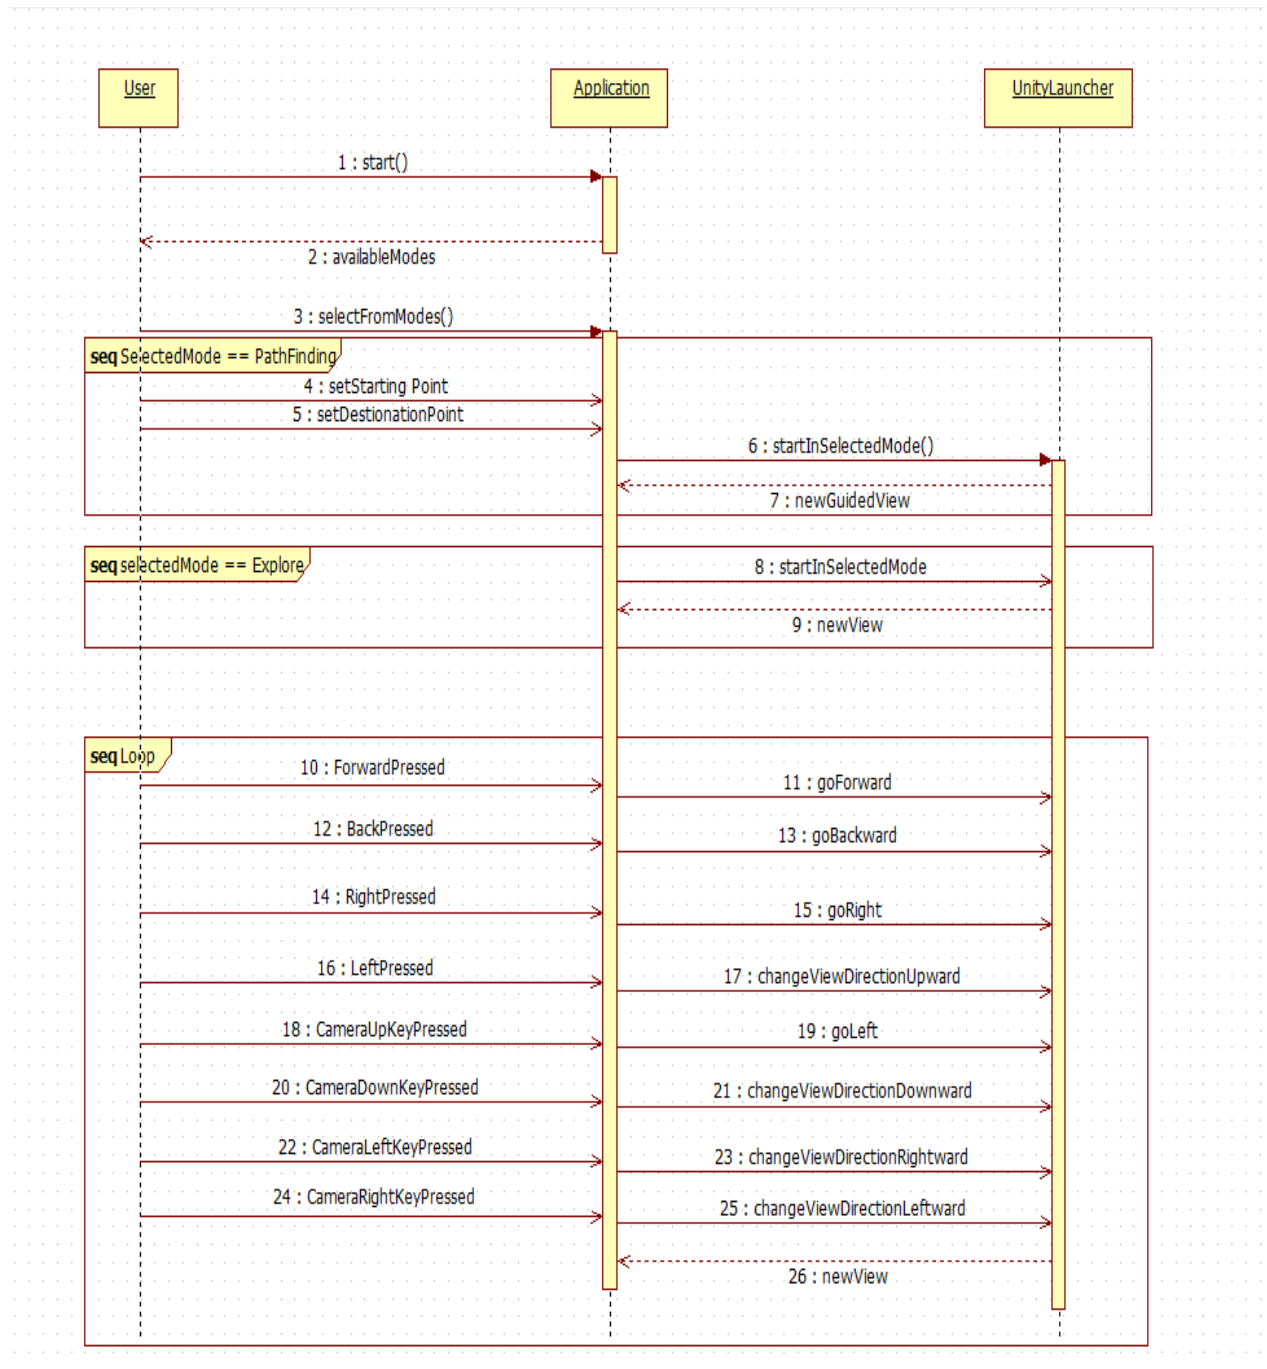 User
Application
UnityLauncher
1 : start()
2 : availableModes
3 : selectFromModes()
seq SelectedMode == PathFinding
4 : setStarting Point
5 : setDestionationPoint
6 : startInSelectedMode()
7 : newGuidedView
seq selectedMode == Explore
8 : startInSelectedMode
9 : newView
seq Loop
10 : ForwardPressed
11 : goForward
12 : BackPressed
13 : goBackward
14 : RightPressed
15 : goRight
16 : LeftPressed
17 : changeViewDirectionUpward
18 : CameraUpKeyPressed
19 : goLeft
20 : CameraDownKeyPressed
21 : changeViewDirectionDownward
22 : CameraLeftKeyPressed
23 : changeViewDirectionRightward
24 : CameraRightKeyPressed
25 : changeViewDirectionLeftward
26 : newView